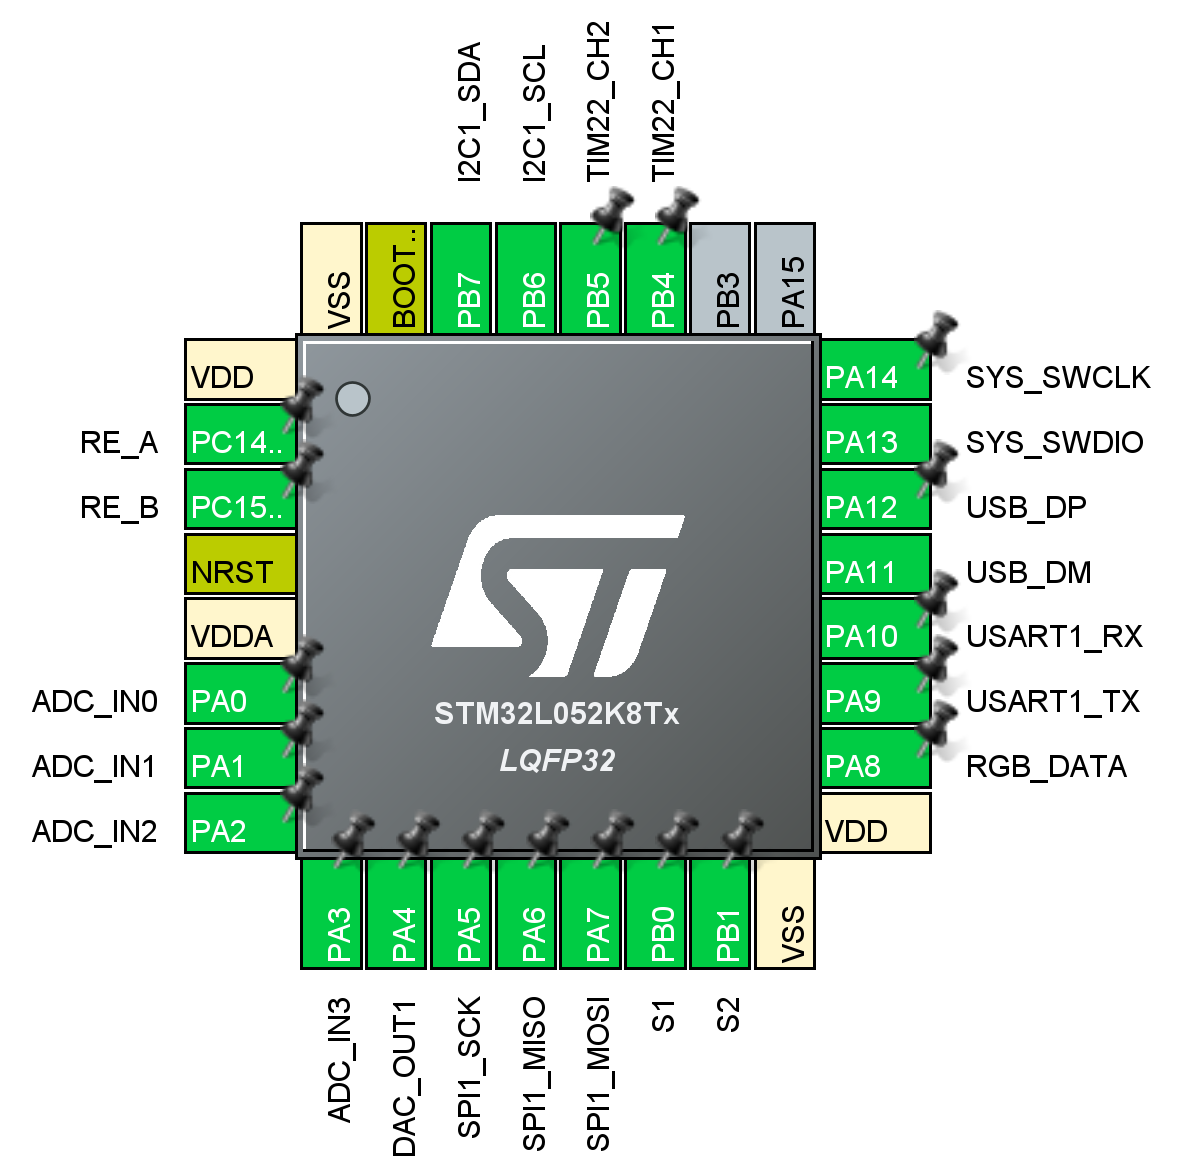 I2C1_SDA
I2C1_SCL
TIM22_CH2
TIM22_CH1
VSS
BOOT..
PB7
PB6
PB5
PB4
PB3
PA15
VDD
RE_A PC14..
RE_B PC15..
NRST
VDDA
ADC_IN0 PA0
ADC_IN1 PA1
ADC_IN2 PA2
PA14 SYS_SWCLK
PA13 SYS_SWDIO
PA12 USB_DP
PA11 USB_DM
PA10 USART1_RX
PA9 USART1_TX
PA8 RGB_DATA
VDD
ST
STM32L052K8Tx
LQFP32
PA3
PA4
PA5
PA6
PA7
PB0
PB1
VSS
ADC_IN3
DAC_OUT1
SPI1_SCK
SPI1_MISO
SPI1_MOSI
S1
S2